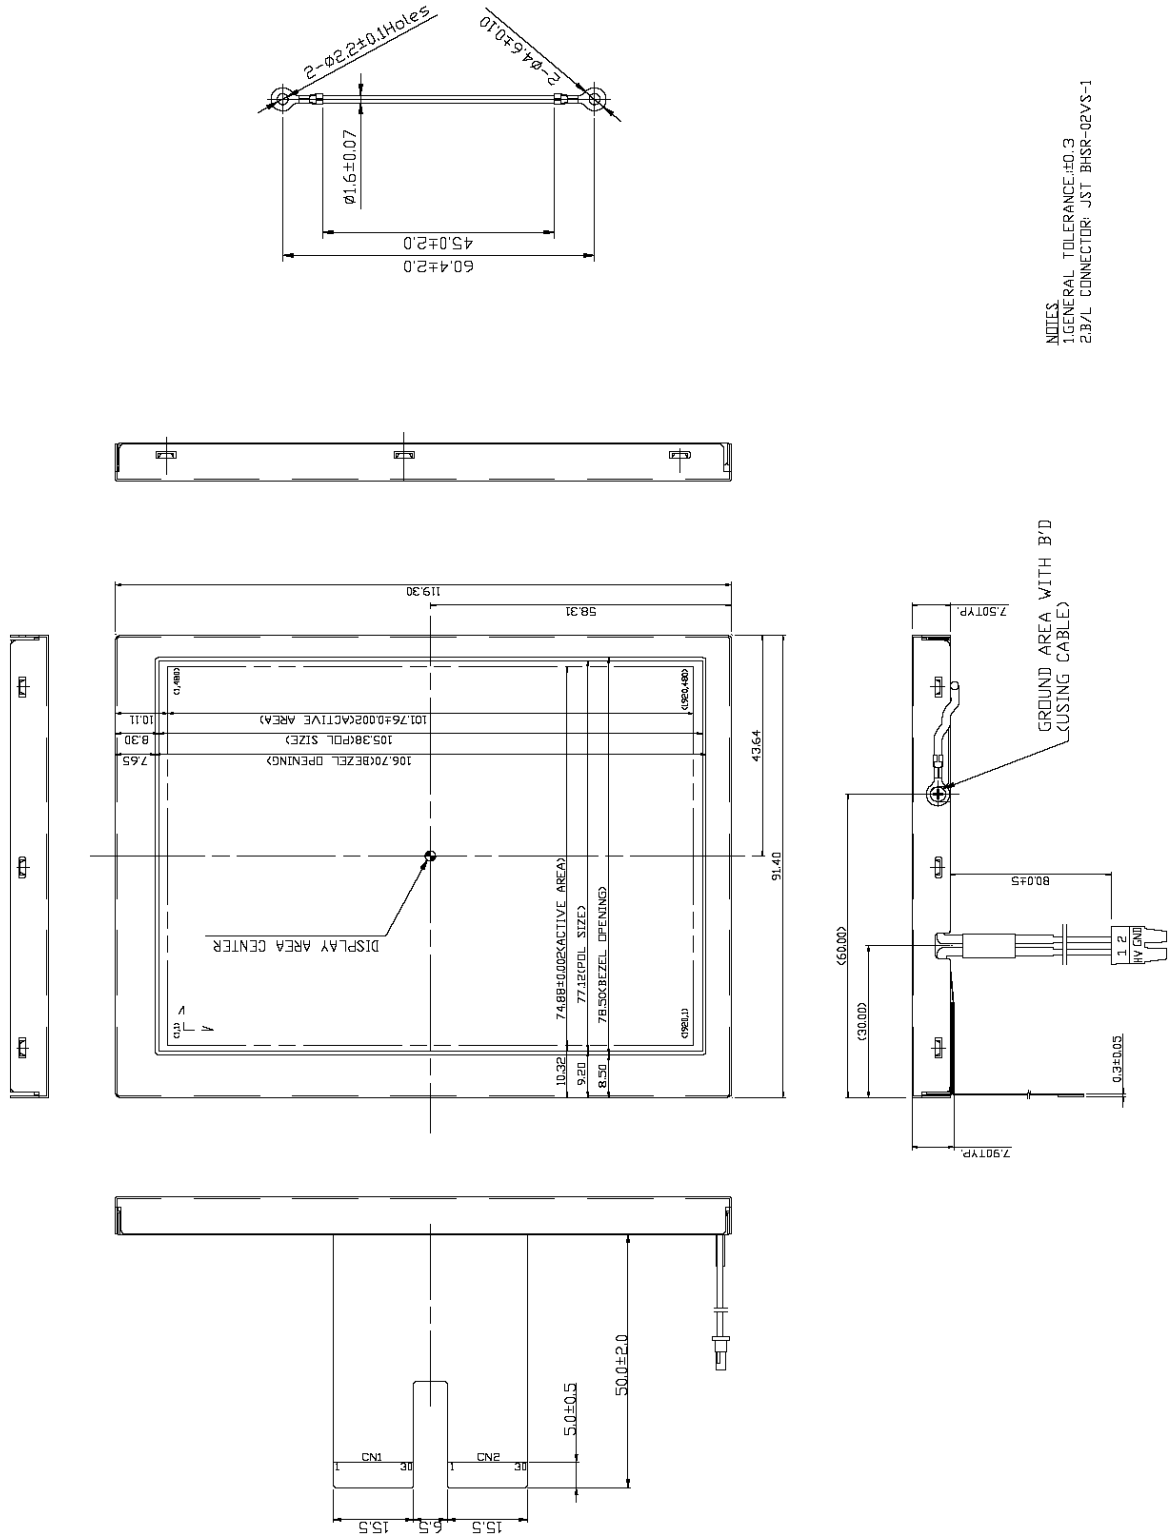 2-Ø2.2±0.1Holes
2-Ø4.6±0.10
Ø1.6±0.07
45.0±2.0
60.4±2.0
NOTES
1.GENERAL TOLERANCE:±0.3
2.B/L CONNECTOR: JST BHSR-02VS-1
119.30
58.31
(1,480)
(1920,480)
10.11
101.76±0.002(ACTIVE AREA)
8.30
105.38(POL SIZE)
7.65
106.70(BEZEL OPENING)
43.64
91.40
DISPLAY AREA CENTER
74.88±0.002(ACTIVE AREA)
77.12(POL SIZE)
78.50(BEZEL OPENING)
(1,1)
(1920,1)
10.32
9.20
8.50
7.50TYP.
GROUND AREA WITH B'D
(USING CABLE)
80.0±5
(60.00)
(30.00)
1 2
HV GND
0.3±0.05
7.90TYP.
50.0±2.0
5.0±0.5
CN1
1 30
CN2
1 30
15.5
6.5
15.5